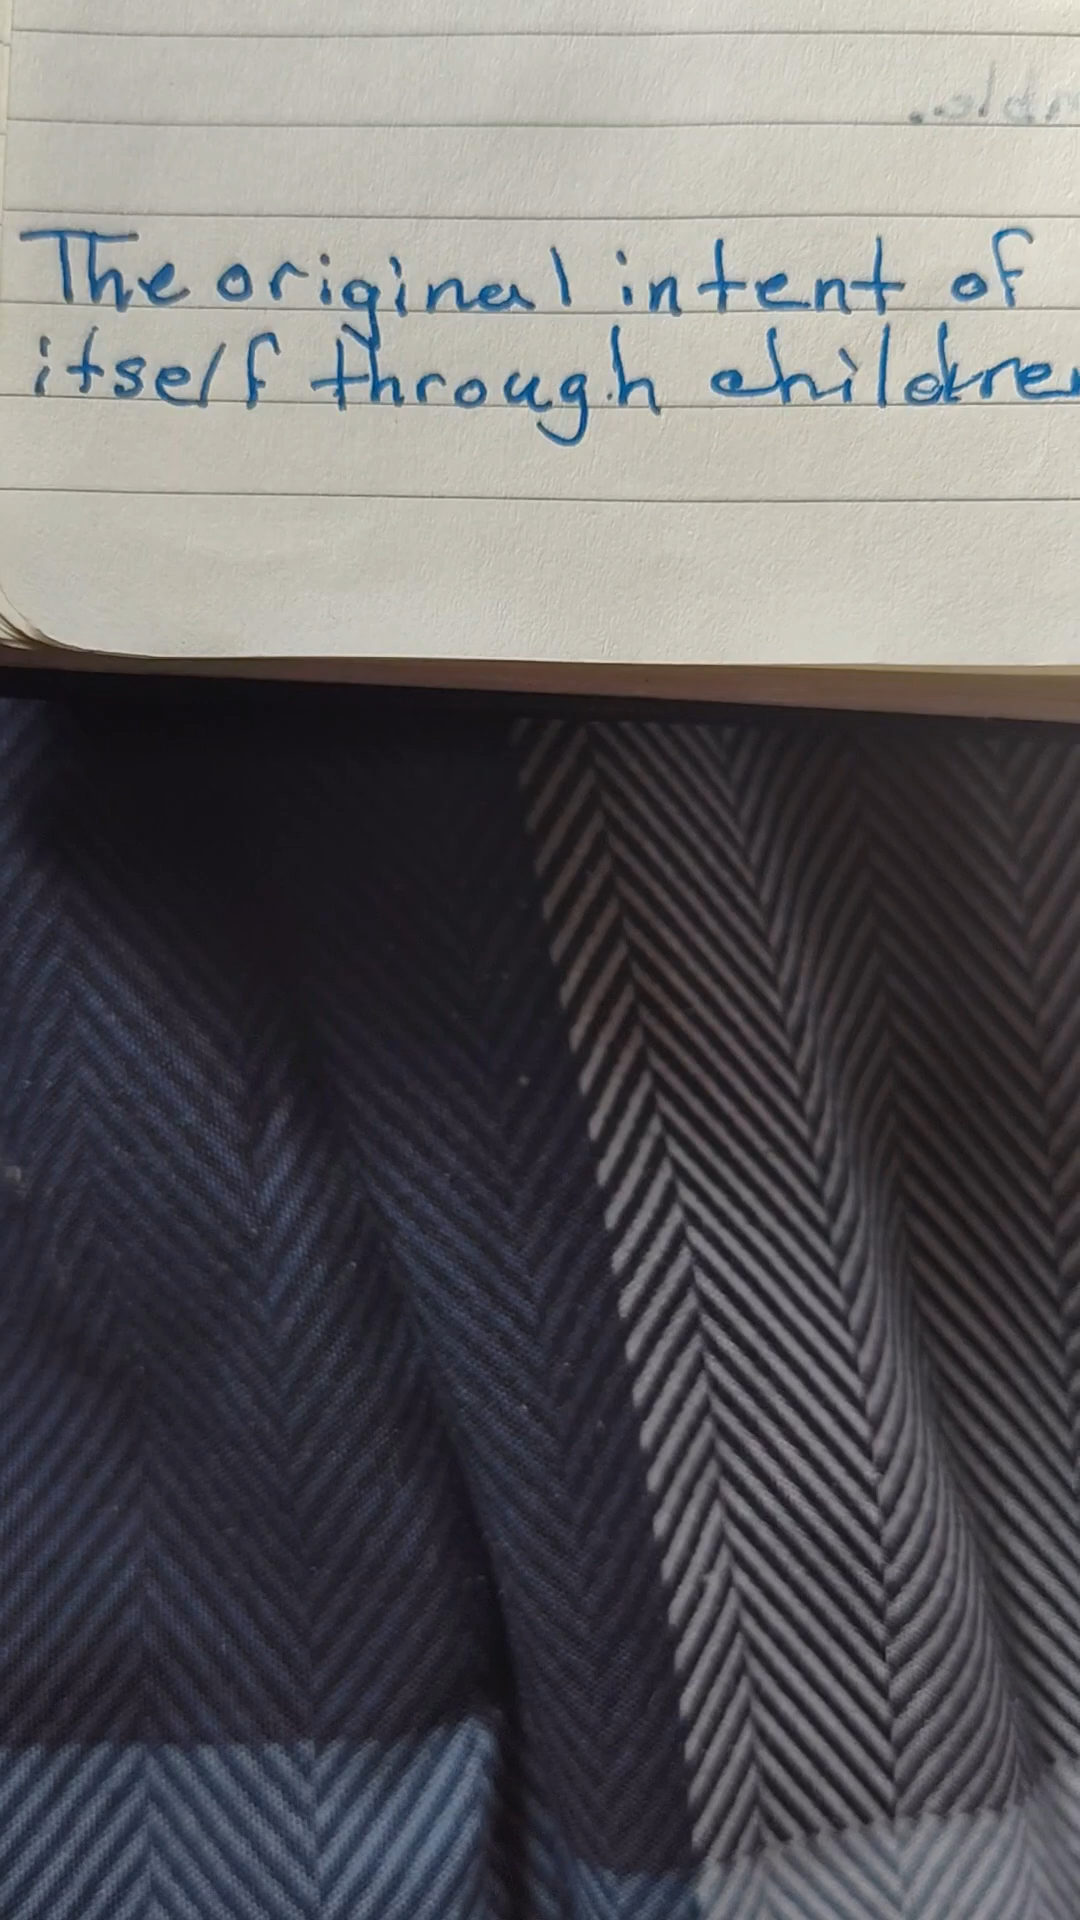 The original intent of
itself through childre